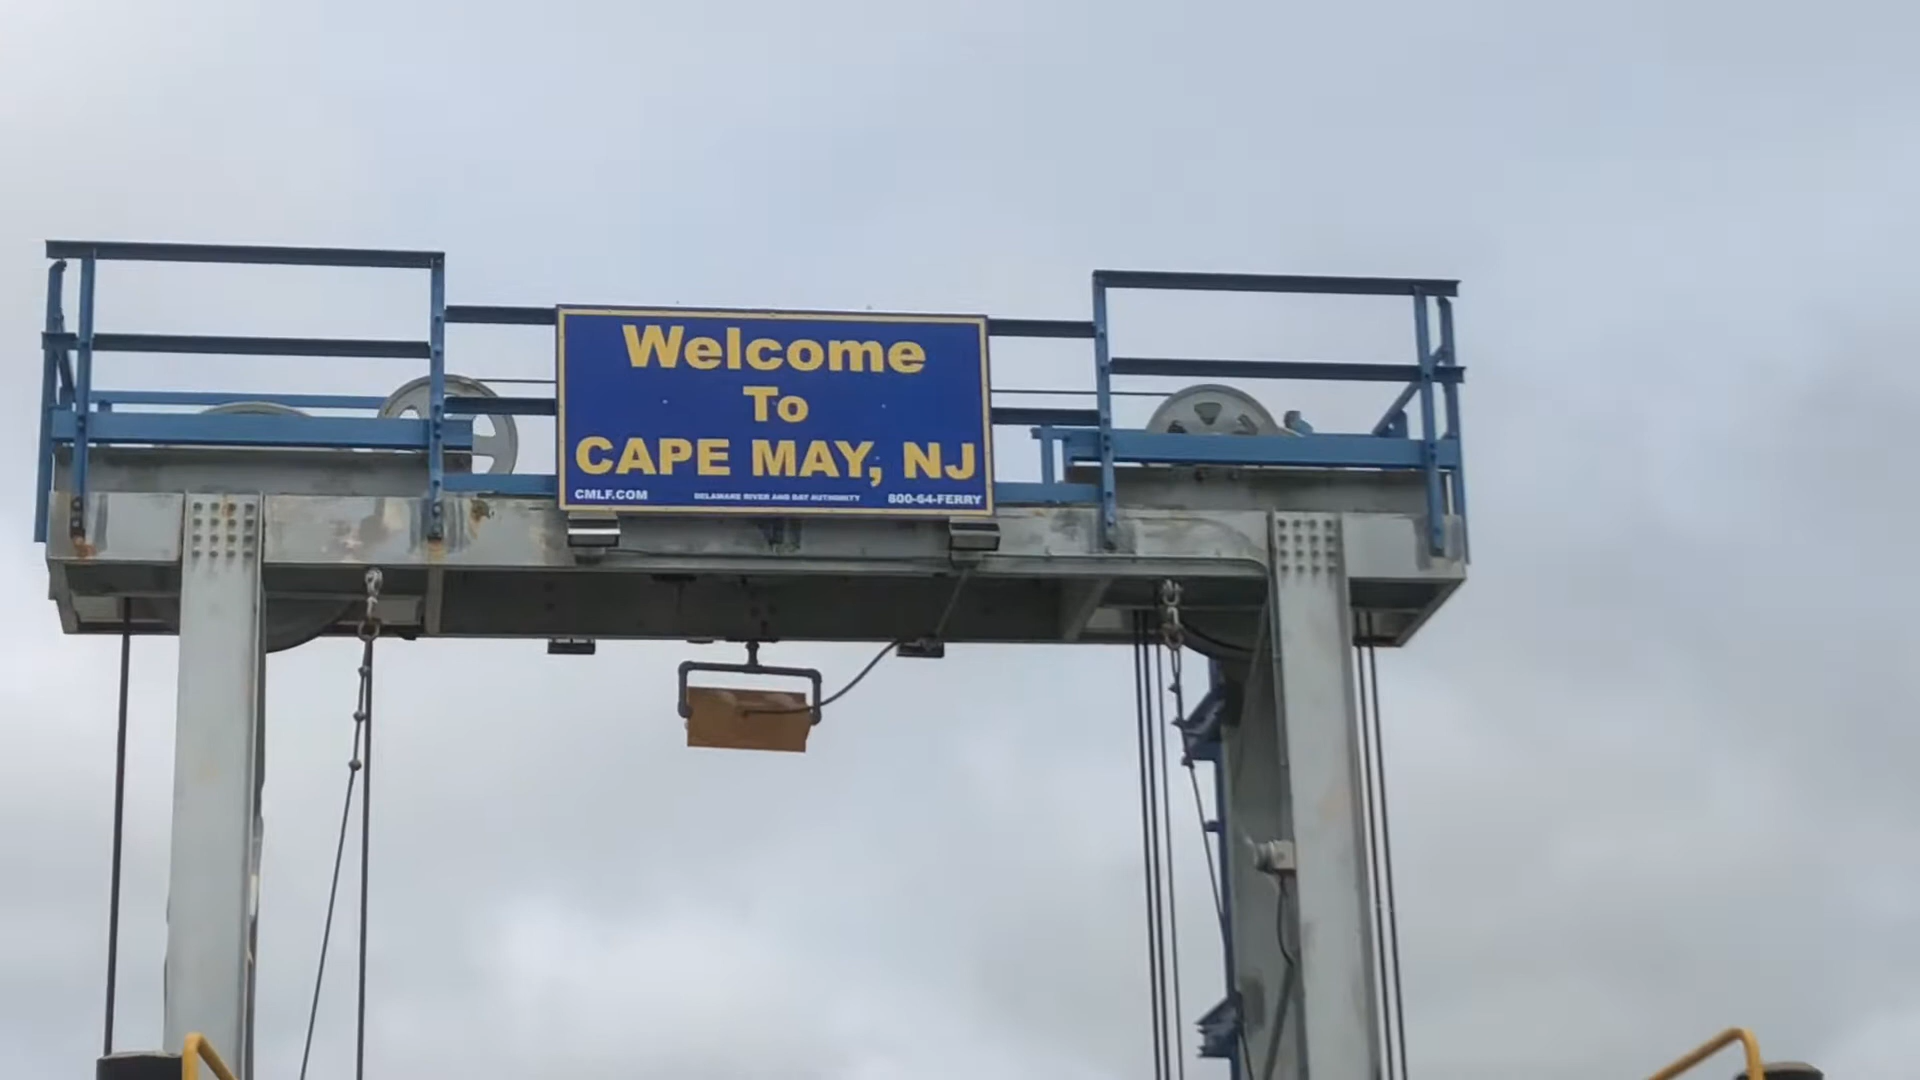 Welcome
To
CAPE MAY, NJ
CMLF.COM DELAWARE RIVER AND BAY AUTHORITY 800-64-FERRY